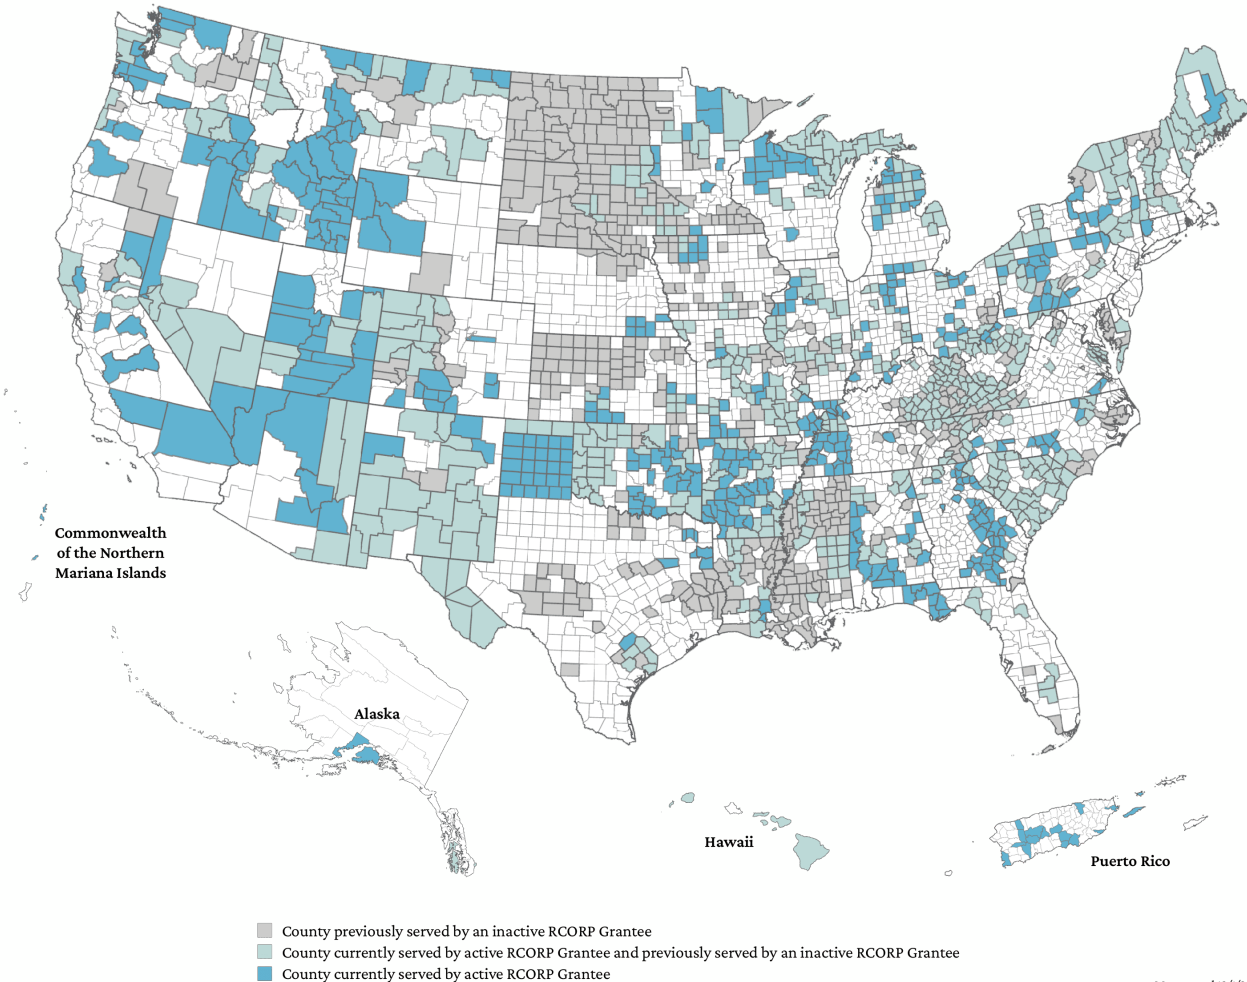 Commonwealth
of the Northern
Mariana Islands
Alaska
Hawaii
Puerto Rico
County previously served by an inactive RCORP Grantee
County currently served by active RCORP Grantee and previously served by an inactive RCORP Grantee
County currently served by active RCORP Grantee